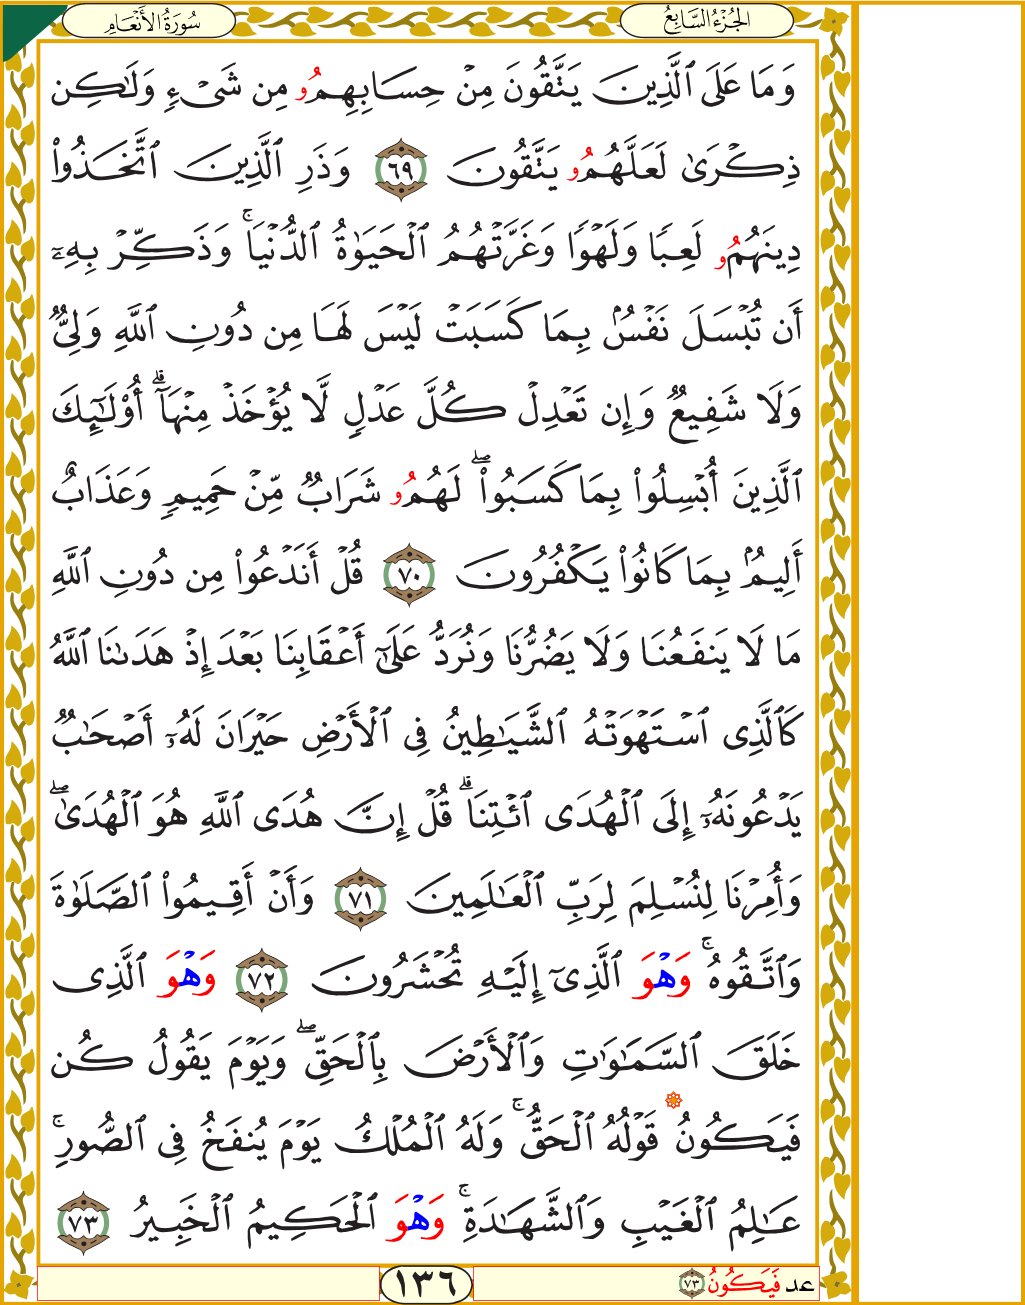 سُورَةُ الأَنْعَامِ
الجُزْءُ السَّابِعُ
وَمَا عَلَى ٱلَّذِينَ يَتَّقُونَ مِنْ حِسَابِهِمُۥ مِن شَىْءٍ وَلَٰكِن
ذِكْرَىٰ لَعَلَّهُمُۥ يَتَّقُونَ ٦٩ وَذَرِ ٱلَّذِينَ ٱتَّخَذُوا۟
دِينَهُمُۥ لَعِبًا وَلَهْوًا وَغَرَّتْهُمُ ٱلْحَيَوٰةُ ٱلدُّنْيَا ۚ وَذَكِّرْ بِهِۦٓ
أَن تُبْسَلَ نَفْسٌۢ بِمَا كَسَبَتْ لَيْسَ لَهَا مِن دُونِ ٱللَّهِ وَلِىٌّ
وَلَا شَفِيعٌ وَإِن تَعْدِلْ كُلَّ عَدْلٍ لَّا يُؤْخَذْ مِنْهَآ ۗ أُو۟لَٰٓئِكَ
ٱلَّذِينَ أُبْسِلُوا۟ بِمَا كَسَبُوا۟ ۖ لَهُمُۥ شَرَابٌ مِّنْ حَمِيمٍ وَعَذَابٌ
أَلِيمٌۢ بِمَا كَانُوا۟ يَكْفُرُونَ ٧٠ قُلْ أَنَدْعُوا۟ مِن دُونِ ٱللَّهِ
مَا لَا يَنفَعُنَا وَلَا يَضُرُّنَا وَنُرَدُّ عَلَىٰٓ أَعْقَابِنَا بَعْدَ إِذْ هَدَىٰنَا ٱللَّهُ
كَٱلَّذِى ٱسْتَهْوَتْهُ ٱلشَّيَٰطِينُ فِى ٱلْأَرْضِ حَيْرَانَ لَهُۥٓ أَصْحَٰبٌ
يَدْعُونَهُۥٓ إِلَى ٱلْهُدَى ٱئْتِنَا ۗ قُلْ إِنَّ هُدَى ٱللَّهِ هُوَ ٱلْهُدَىٰ ۖ
وَأُمِرْنَا لِنُسْلِمَ لِرَبِّ ٱلْعَٰلَمِينَ ٧١ وَأَنْ أَقِيمُوا۟ ٱلصَّلَوٰةَ
وَٱتَّقُوهُ ۚ وَهْوَ ٱلَّذِىٓ إِلَيْهِ تُحْشَرُونَ ٧٢ وَهْوَ ٱلَّذِى
خَلَقَ ٱلسَّمَٰوَٰتِ وَٱلْأَرْضَ بِٱلْحَقِّ ۖ وَيَوْمَ يَقُولُ كُن
فَيَكُونُ قَوْلُهُ ٱلْحَقُّ ۚ وَلَهُ ٱلْمُلْكُ يَوْمَ يُنفَخُ فِى ٱلصُّورِ ۚ
عَٰلِمُ ٱلْغَيْبِ وَٱلشَّهَٰدَةِ ۚ وَهْوَ ٱلْحَكِيمُ ٱلْخَبِيرُ ٧٣
١٣٦
عد فَيَكُونُ ٧٣